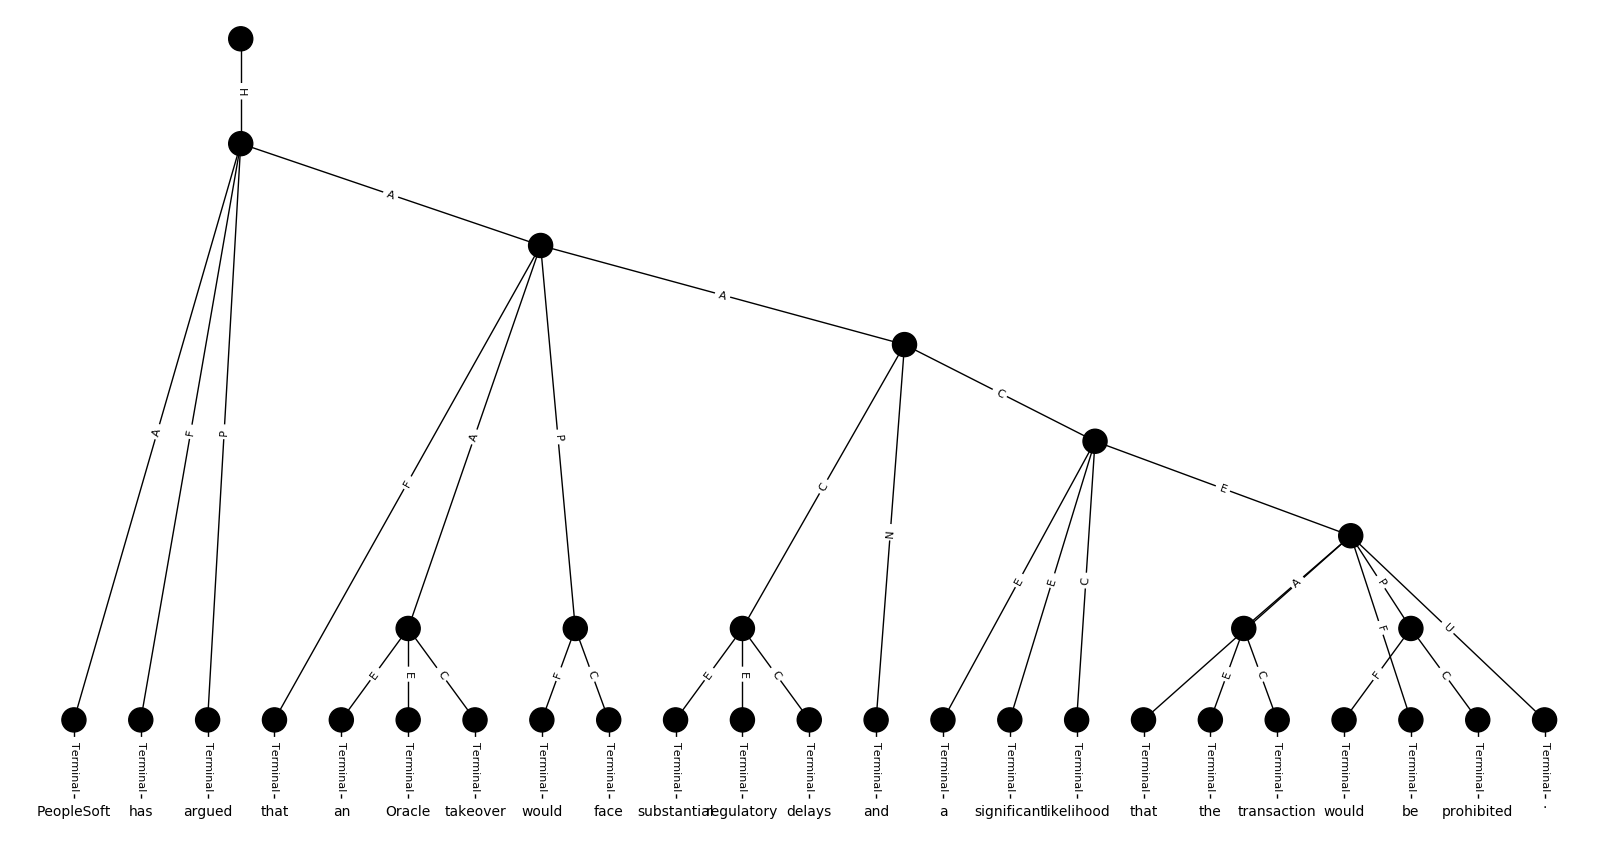 H
A
A
A F P
C
F A P
E
C N
E E C
A P
F U
E E C F C E E C E C F C
Terminal Terminal Terminal Terminal Terminal Terminal Terminal Terminal Terminal Terminal Terminal Terminal Terminal Terminal Terminal Terminal Terminal Terminal Terminal Terminal Terminal Terminal Terminal
PeopleSoft has argued that an Oracle takeover would face substantial regulatory delays and a significant likelihood that the transaction would be prohibited .